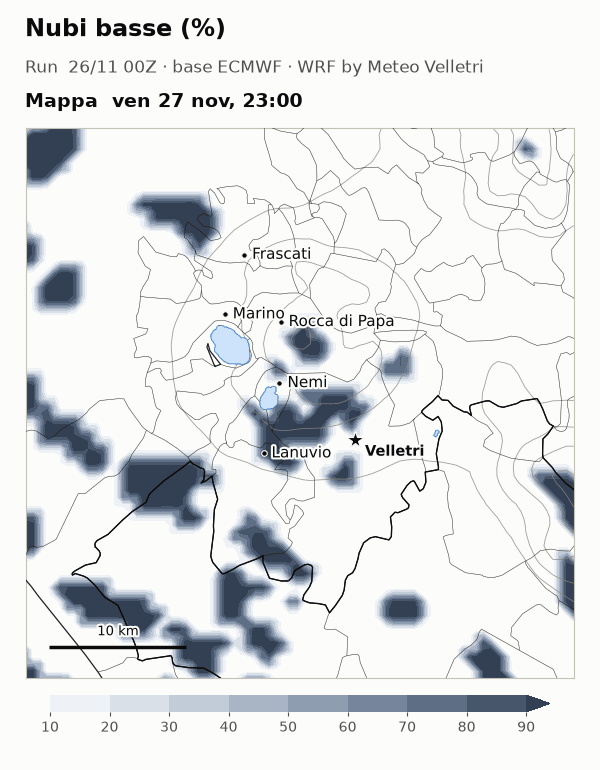 Nubi basse (%)
Run 26/11 00Z · base ECMWF · WRF by Meteo Velletri
Mappa ven 27 nov, 23:00
Frascati
Marino
Rocca di Papa
Nemi
Velletri
Lanuvio
10 km
10 20 30 40 50 60 70 80 90